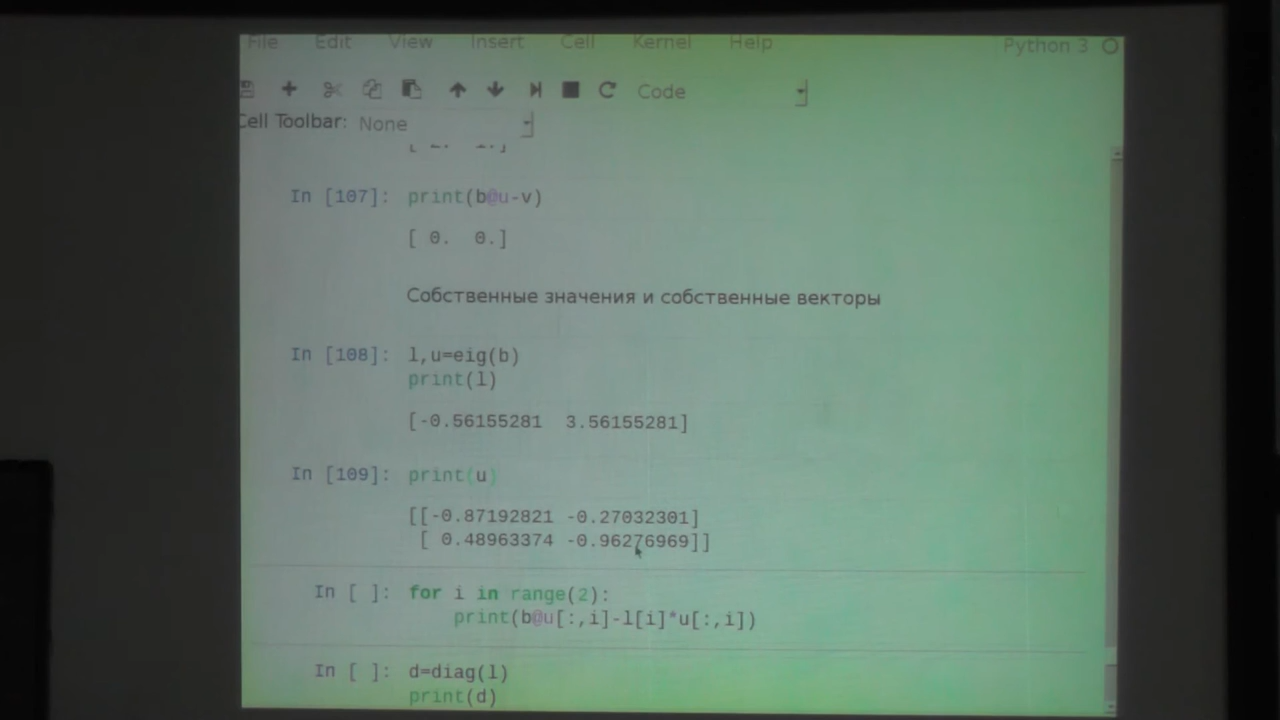 File Edit View Insert Cell Kernel Help Python 3
Code
Cell Toolbar: None
In [107]: print(b@u-v)
[ 0.  0.]
Собственные значения и собственные векторы
In [108]: l,u=eig(b)
print(l)
[-0.56155281  3.56155281]
In [109]: print(u)
[[-0.87192821 -0.27032301]
[ 0.48963374 -0.96276969]]
In [ ]: for i in range(2):
print(b@u[:,i]-l[i]*u[:,i])
In [ ]: d=diag(l)
print(d)